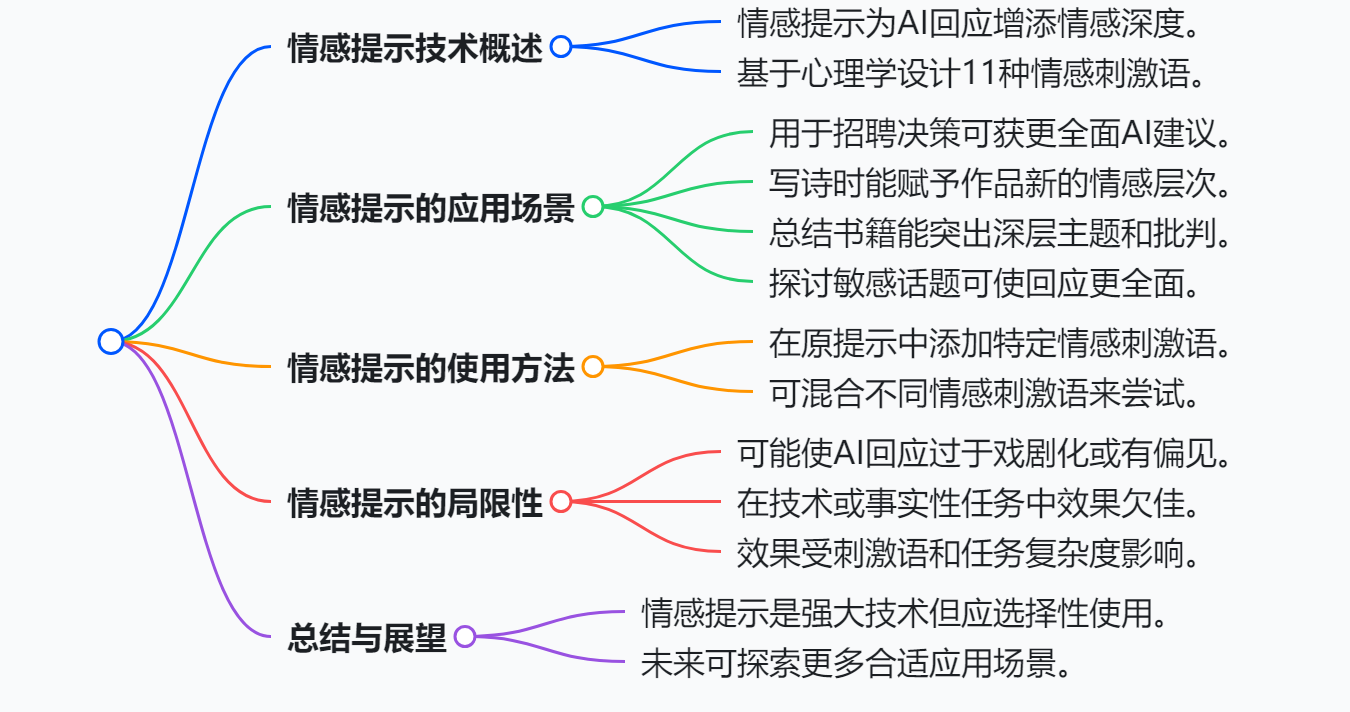 情感提示技术概述
情感提示为AI回应增添情感深度。
基于心理学设计11种情感刺激语。
情感提示的应用场景
用于招聘决策可获更全面AI建议。
写诗时能赋予作品新的情感层次。
总结书籍能突出深层主题和批判。
探讨敏感话题可使回应更全面。
情感提示的使用方法
在原提示中添加特定情感刺激语。
可混合不同情感刺激语来尝试。
情感提示的局限性
可能使AI回应过于戏剧化或有偏见。
在技术或事实性任务中效果欠佳。
效果受刺激语和任务复杂度影响。
总结与展望
情感提示是强大技术但应选择性使用。
未来可探索更多合适应用场景。